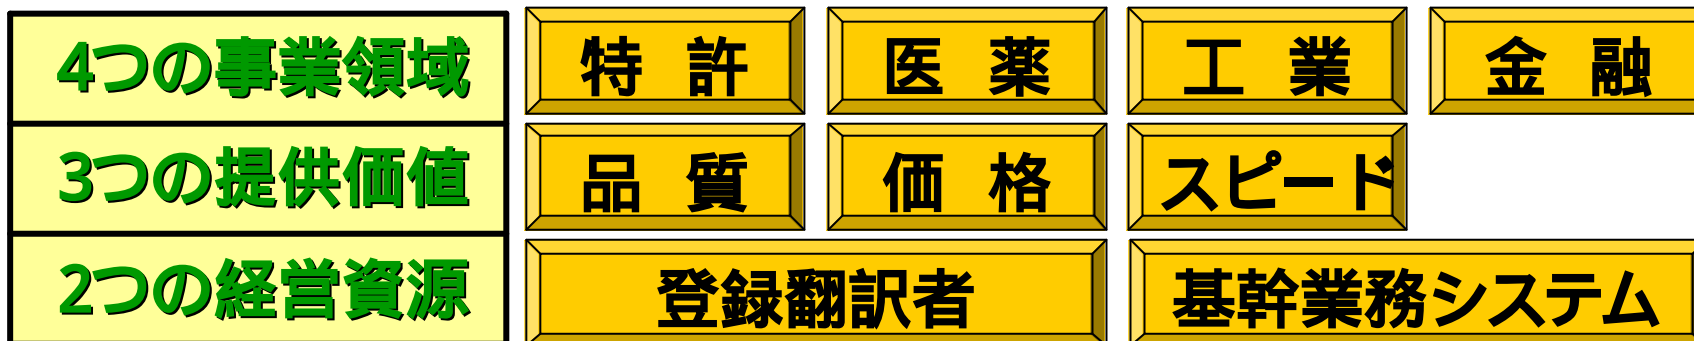 4つの事業領域 特許 医薬 工業 金融
3つの提供価値 品質 価格 スピード
2つの経営資源 登録翻訳者 基幹業務システム